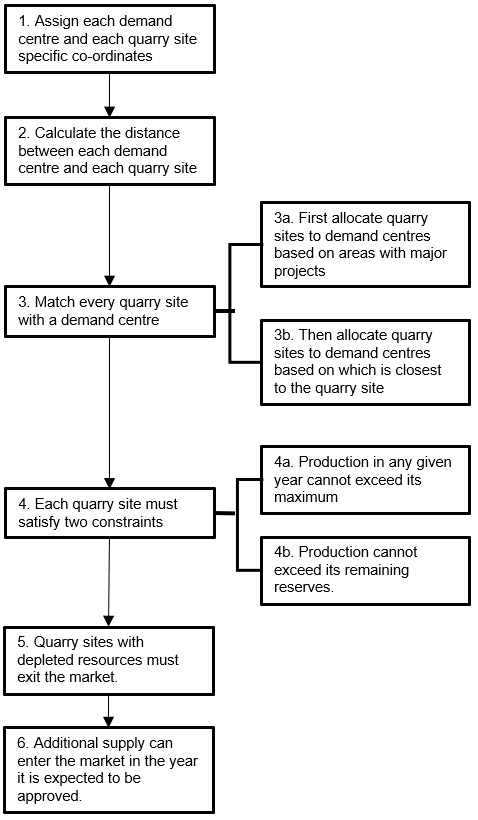 1. Assign each demand
centre and each quarry site
specific co-ordinates
2. Calculate the distance
between each demand
centre and each quarry site
3. Match every quarry site
with a demand centre
3a. First allocate quarry
sites to demand centres
based on areas with major
projects
3b. Then allocate quarry
sites to demand centres
based on which is closest
to the quarry site
4. Each quarry site must
satisfy two constraints
4a. Production in any given
year cannot exceed its
maximum
4b. Production cannot
exceed its remaining
reserves.
5. Quarry sites with
depleted resources must
exit the market.
6. Additional supply can
enter the market in the year
it is expected to be
approved.